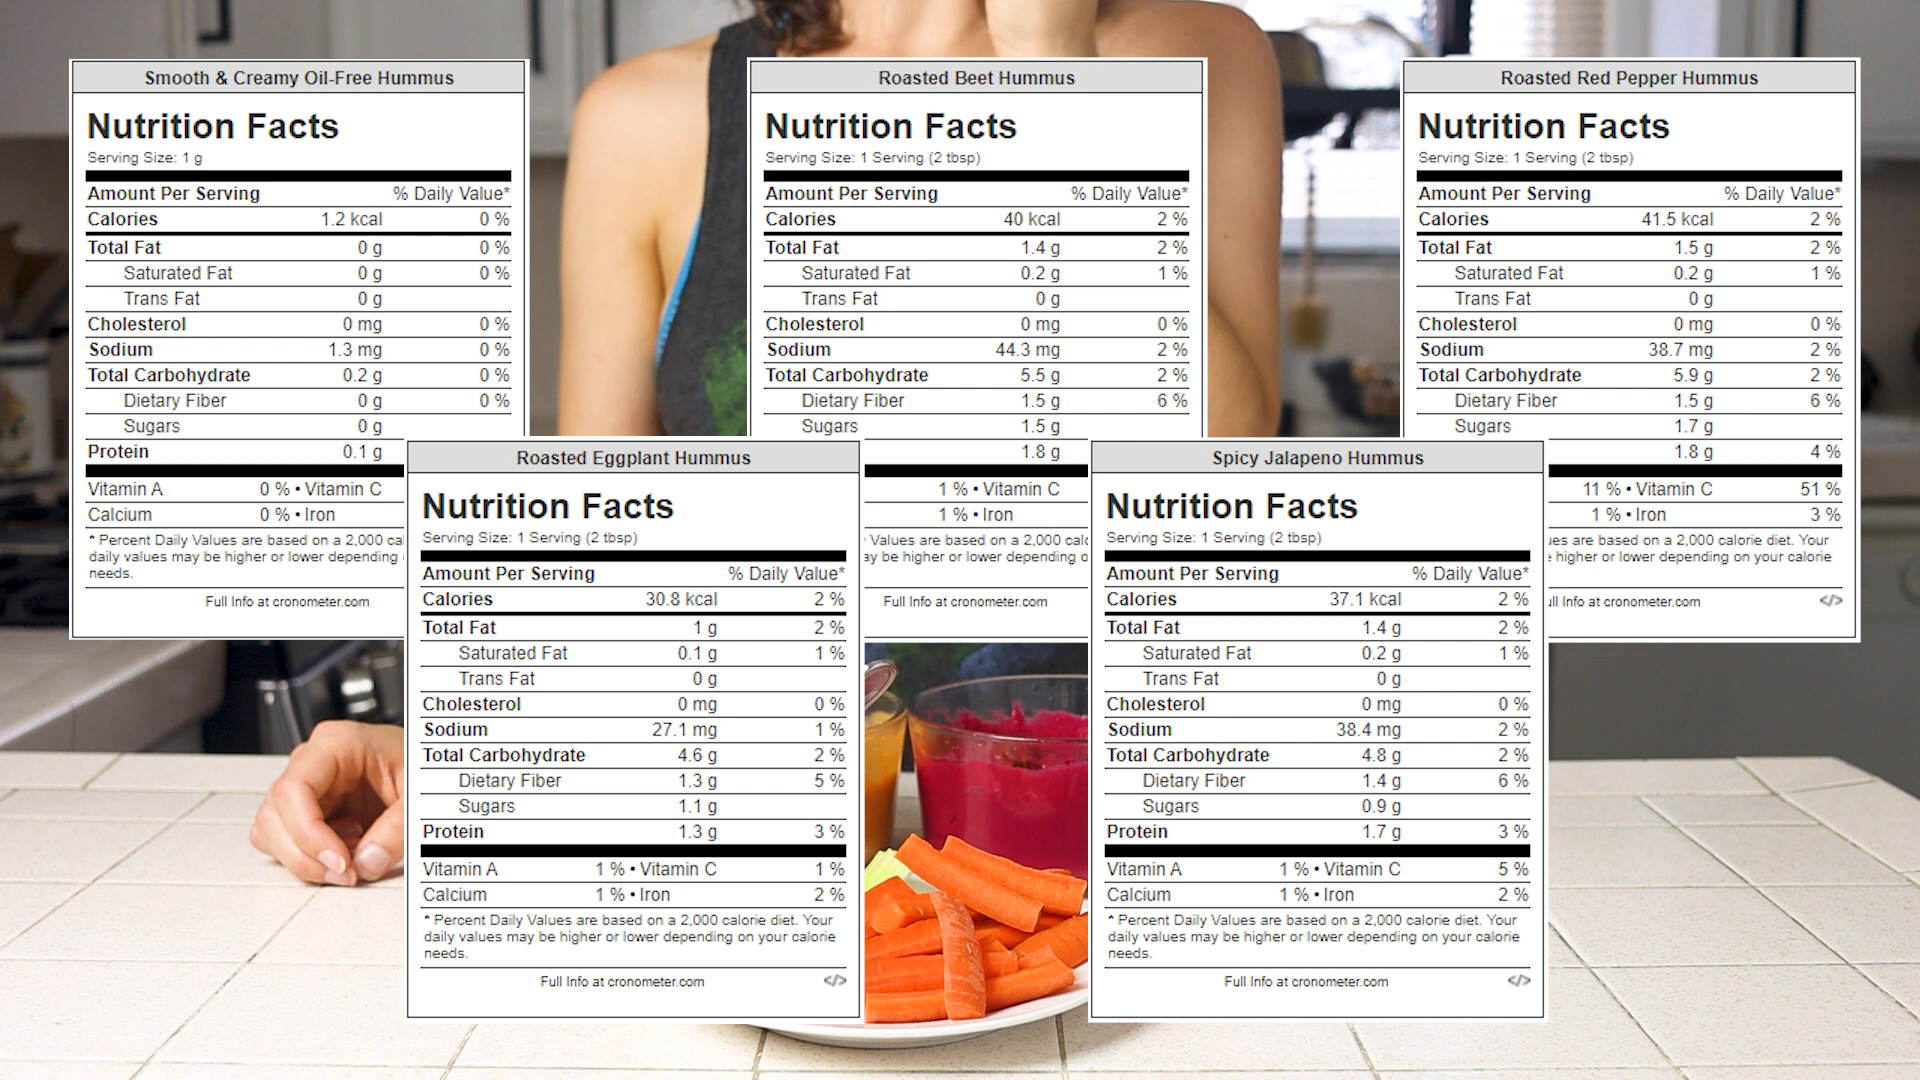 Smooth & Creamy Oil-Free Hummus
Nutrition Facts
Serving Size: 1 g
Amount Per Serving % Daily Value*
Calories 1.2 kcal 0 %
Total Fat 0 g 0 %
Saturated Fat 0 g 0 %
Trans Fat 0 g
Cholesterol 0 mg 0 %
Sodium 1.3 mg 0 %
Total Carbohydrate 0.2 g 0 %
Dietary Fiber 0 g 0 %
Sugars 0 g
Protein 0.1 g
Vitamin A 0 % • Vitamin C
Calcium 0 % • Iron
* Percent Daily Values are based on a 2,000
daily values may be higher or lower depending
needs.
Full Info at cronometer.com
Roasted Beet Hummus
Nutrition Facts
Serving Size: 1 Serving (2 tbsp)
Amount Per Serving % Daily Value*
Calories 40 kcal 2 %
Total Fat 1.4 g 2 %
Saturated Fat 0.2 g 1 %
Trans Fat 0 g
Cholesterol 0 mg 0 %
Sodium 44.3 mg 2 %
Total Carbohydrate 5.5 g 2 %
Dietary Fiber 1.5 g 6 %
Sugars 1.5 g
1.8 g
1 % • Vitamin C
1 % • Iron
Values are based on a 2,000
be higher or lower depending
Full Info at cronometer.com
Roasted Red Pepper Hummus
Nutrition Facts
Serving Size: 1 Serving (2 tbsp)
Amount Per Serving % Daily Value*
Calories 41.5 kcal 2 %
Total Fat 1.5 g 2 %
Saturated Fat 0.2 g 1 %
Trans Fat 0 g
Cholesterol 0 mg 0 %
Sodium 38.7 mg 2 %
Total Carbohydrate 5.9 g 2 %
Dietary Fiber 1.5 g 6 %
Sugars 1.7 g
1.8 g 4 %
11 % • Vitamin C 51 %
1 % • Iron 3 %
are based on a 2,000 calorie diet. Your
higher or lower depending on your calorie
Info at cronometer.com </>
Roasted Eggplant Hummus
Nutrition Facts
Serving Size: 1 Serving (2 tbsp)
Amount Per Serving % Daily Value*
Calories 30.8 kcal 2 %
Total Fat 1 g 2 %
Saturated Fat 0.1 g 1 %
Trans Fat 0 g
Cholesterol 0 mg 0 %
Sodium 27.1 mg 1 %
Total Carbohydrate 4.6 g 2 %
Dietary Fiber 1.3 g 5 %
Sugars 1.1 g
Protein 1.3 g 3 %
Vitamin A 1 % • Vitamin C 1 %
Calcium 1 % • Iron 2 %
* Percent Daily Values are based on a 2,000 calorie diet. Your
daily values may be higher or lower depending on your calorie
needs.
Full Info at cronometer.com </>
Spicy Jalapeno Hummus
Nutrition Facts
Serving Size: 1 Serving (2 tbsp)
Amount Per Serving % Daily Value*
Calories 37.1 kcal 2 %
Total Fat 1.4 g 2 %
Saturated Fat 0.2 g 1 %
Trans Fat 0 g
Cholesterol 0 mg 0 %
Sodium 38.4 mg 2 %
Total Carbohydrate 4.8 g 2 %
Dietary Fiber 1.4 g 6 %
Sugars 0.9 g
Protein 1.7 g 3 %
Vitamin A 1 % • Vitamin C 5 %
Calcium 1 % • Iron 2 %
* Percent Daily Values are based on a 2,000 calorie diet. Your
daily values may be higher or lower depending on your calorie
needs.
Full Info at cronometer.com </>